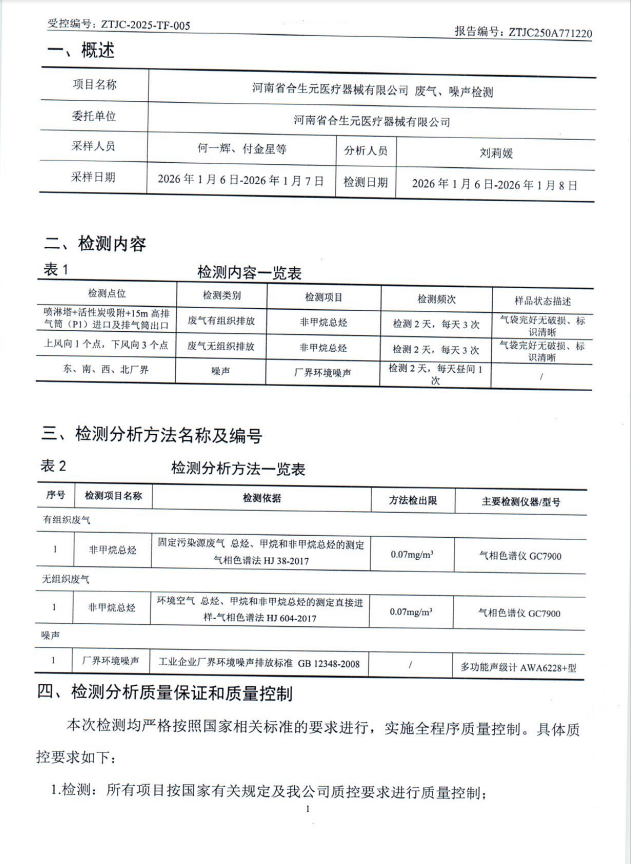 受控编号：ZTJC-2025-TF-005
报告编号：ZTJC250A771220
一、概述
项目名称 河南省合生元医疗器械有限公司 废气、噪声检测
委托单位 河南省合生元医疗器械有限公司
采样人员 何一辉、付金星等 分析人员 刘莉媛
采样日期 2026 年 1 月 6 日-2026 年 1 月 7 日 检测日期 2026 年 1 月 6 日-2026 年 1 月 8 日
二、检测内容
表 1 检测内容一览表
检测点位 检测类别 检测项目 检测频次 样品状态描述
喷淋塔+活性炭吸附+15m 高排
气筒（P1）进口及排气筒出口 废气有组织排放 非甲烷总烃 检测 2 天，每天 3 次 气袋完好无破损、标
识清晰
上风向 1 个点，下风向 3 个点 废气无组织排放 非甲烷总烃 检测 2 天，每天 3 次 气袋完好无破损、标
识清晰
东、南、西、北厂界 噪声 厂界环境噪声 检测 2 天，每天昼间 1
次 /
三、检测分析方法名称及编号
表 2 检测分析方法一览表
序号 检测项目名称 检测依据 方法检出限 主要检测仪器/型号
有组织废气
1 非甲烷总烃 固定污染源废气 总烃、甲烷和非甲烷总烃的测定
气相色谱法 HJ 38-2017 0.07mg/m³ 气相色谱仪 GC7900
无组织废气
1 非甲烷总烃 环境空气 总烃、甲烷和非甲烷总烃的测定直接进
样-气相色谱法 HJ 604-2017 0.07mg/m³ 气相色谱仪 GC7900
噪声
1 厂界环境噪声 工业企业厂界环境噪声排放标准 GB 12348-2008 / 多功能声级计 AWA6228+型
四、检测分析质量保证和质量控制
本次检测均严格按照国家相关标准的要求进行，实施全程序质量控制。具体质
控要求如下：
1.检测：所有项目按国家有关规定及我公司质控要求进行质量控制；
1